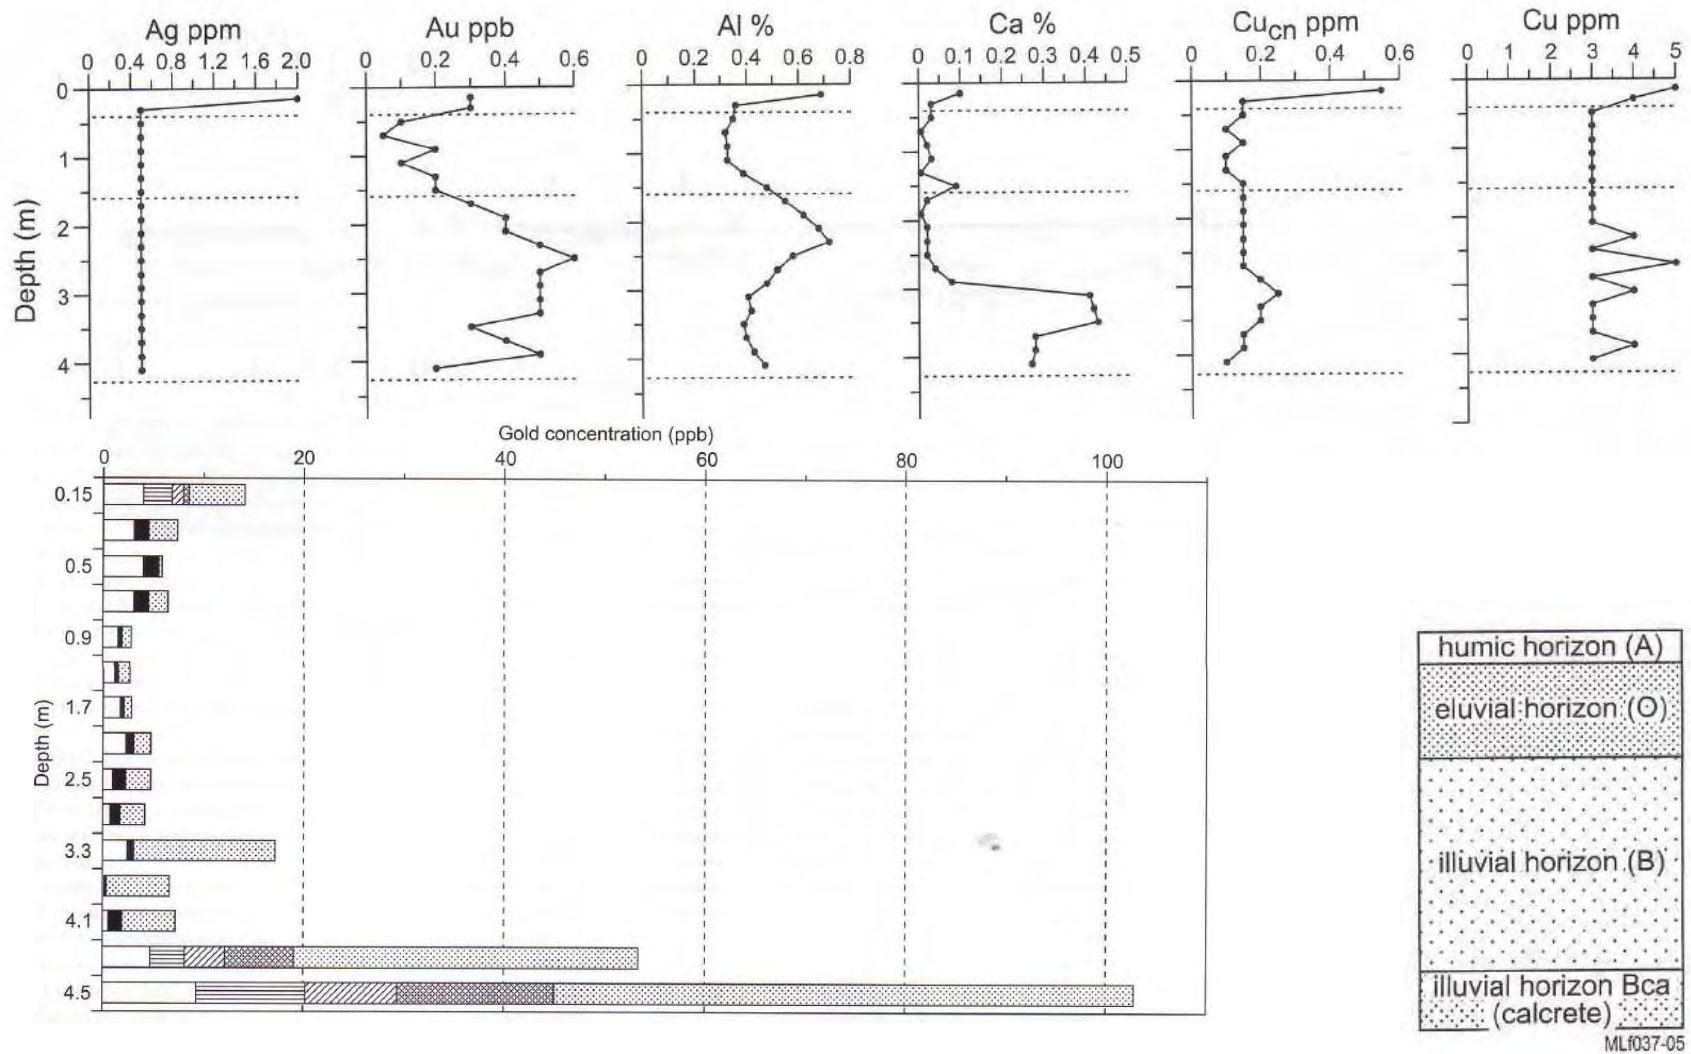 Ag ppm Au ppb Al % Ca % Cucn ppm Cu ppm
0 0.4 0.8 1.2 1.6 2.0 0 0.2 0.4 0.6 0 0.2 0.4 0.6 0.8 0 0.1 0.2 0.3 0.4 0.5 0 0.2 0.4 0.6 0 1 2 3 4 5
Depth (m)
0
1
2
3
4
Gold concentration (ppb)
0 20 40 60 80 100
Depth (m)
0.15
0.5
0.9
1.7
2.5
3.3
4.1
4.5
humic horizon (A)
eluvial horizon (O)
illuvial horizon (B)
illuvial horizon Bca
(calcrete)
MLf037-05